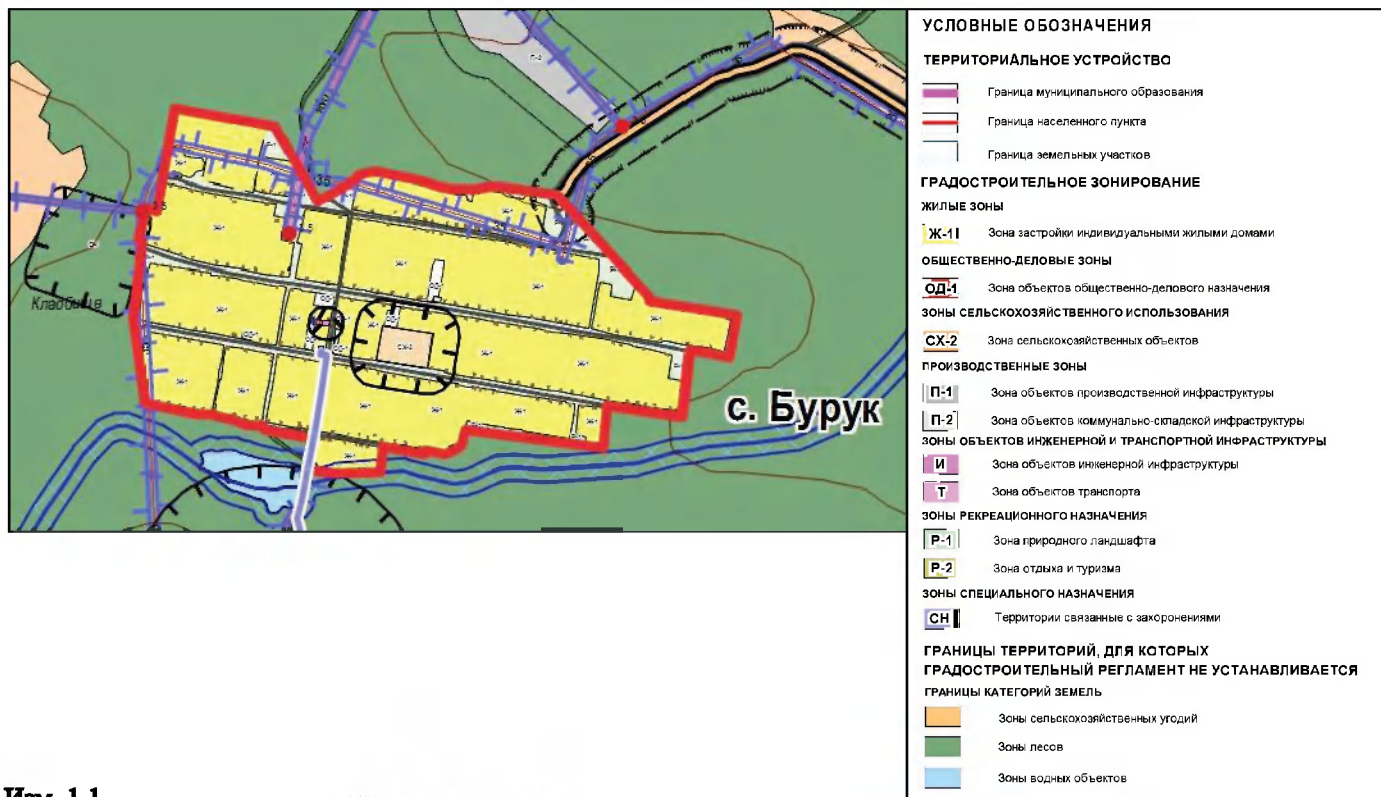 П-2
35
Кладбище
СХ-2
с. Бурук
УСЛОВНЫЕ ОБОЗНАЧЕНИЯ
ТЕРРИТОРИАЛЬНОЕ УСТРОЙСТВО
Граница муниципального образования
Граница населенного пункта
Граница земельных участков
ГРАДОСТРОИТЕЛЬНОЕ ЗОНИРОВАНИЕ
ЖИЛЫЕ ЗОНЫ
Ж-1 Зона застройки индивидуальными жилыми домами
ОБЩЕСТВЕННО-ДЕЛОВЫЕ ЗОНЫ
ОД-1 Зона объектов общественно-делового назначения
ЗОНЫ СЕЛЬСКОХОЗЯЙСТВЕННОГО ИСПОЛЬЗОВАНИЯ
СХ-2 Зона сельскохозяйственных объектов
ПРОИЗВОДСТВЕННЫЕ ЗОНЫ
П-1 Зона объектов производственной инфраструктуры
П-2 Зона объектов коммунально-складской инфраструктуры
ЗОНЫ ОБЪЕКТОВ ИНЖЕНЕРНОЙ И ТРАНСПОРТНОЙ ИНФРАСТРУКТУРЫ
И Зона объектов инженерной инфраструктуры
Т Зона объектов транспорта
ЗОНЫ РЕКРЕАЦИОННОГО НАЗНАЧЕНИЯ
Р-1 Зона природного ландшафта
Р-2 Зона отдыха и туризма
ЗОНЫ СПЕЦИАЛЬНОГО НАЗНАЧЕНИЯ
СН Территории связанные с захоронениями
ГРАНИЦЫ ТЕРРИТОРИЙ, ДЛЯ КОТОРЫХ
ГРАДОСТРОИТЕЛЬНЫЙ РЕГЛАМЕНТ НЕ УСТАНАВЛИВАЕТСЯ
ГРАНИЦЫ КАТЕГОРИЙ ЗЕМЕЛЬ
Зоны сельскохозяйственных угодий
Зоны лесов
Зоны водных объектов